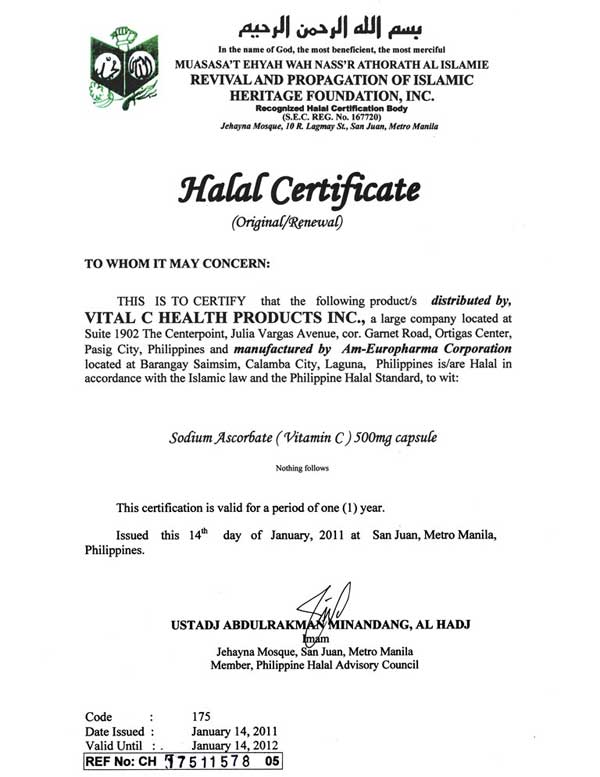 بسم الله الرحمن الرحيم
In the name of God, the most beneficient, the most merciful
MUASASA'T EHYAH WAH NASS'R ATHORATH AL ISLAMIE
REVIVAL AND PROPAGATION OF ISLAMIC
HERITAGE FOUNDATION, INC.
Recognized Halal Certification Body
(S.E.C. REG. No. 167720)
Jehayna Mosque, 10 R. Lagmay St., San Juan, Metro Manila
Halal Certificate
(Original/Renewal)
TO WHOM IT MAY CONCERN:
THIS IS TO CERTIFY that the following product/s distributed by,
VITAL C HEALTH PRODUCTS INC., a large company located at
Suite 1902 The Centerpoint, Julia Vargas Avenue, cor. Garnet Road, Ortigas Center,
Pasig City, Philippines and manufactured by Am-Europharma Corporation
located at Barangay Saimsim, Calamba City, Laguna, Philippines is/are Halal in
accordance with the Islamic law and the Philippine Halal Standard, to wit:
Sodium Ascorbate ( Vitamin C ) 500mg capsule
Nothing follows
This certification is valid for a period of one (1) year.
Issued this 14th day of January, 2011 at San Juan, Metro Manila,
Philippines.
USTADJ ABDULRAKMAN MINANDANG, AL HADJ
Imam
Jehayna Mosque, San Juan, Metro Manila
Member, Philippine Halal Advisory Council
Code : 175
Date Issued : January 14, 2011
Valid Until : . January 14, 2012
REF No: CH 17511578 05